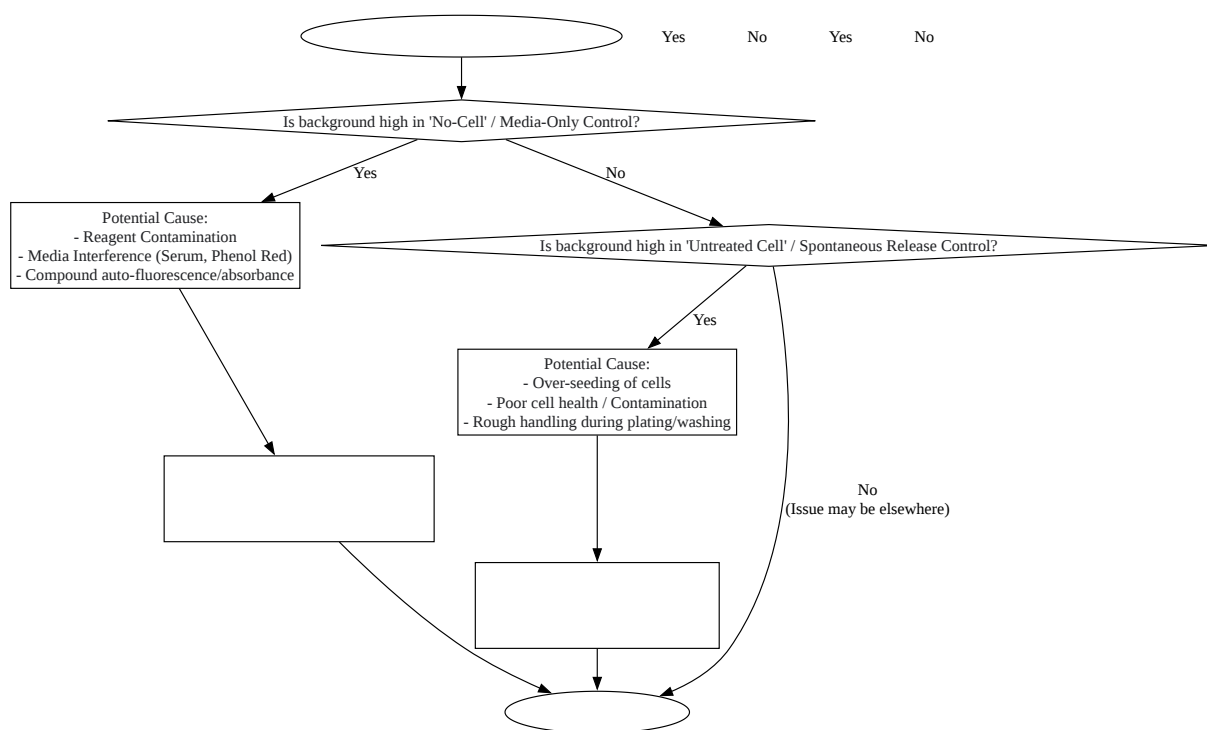 Yes No Yes No
Is background high in 'No-Cell' / Media-Only Control?
Yes
No
Potential Cause:
- Reagent Contamination
- Media Interference (Serum, Phenol Red)
- Compound auto-fluorescence/absorbance
Is background high in 'Untreated Cell' / Spontaneous Release Control?
Yes
Potential Cause:
- Over-seeding of cells
- Poor cell health / Contamination
- Rough handling during plating/washing
No
(Issue may be elsewhere)